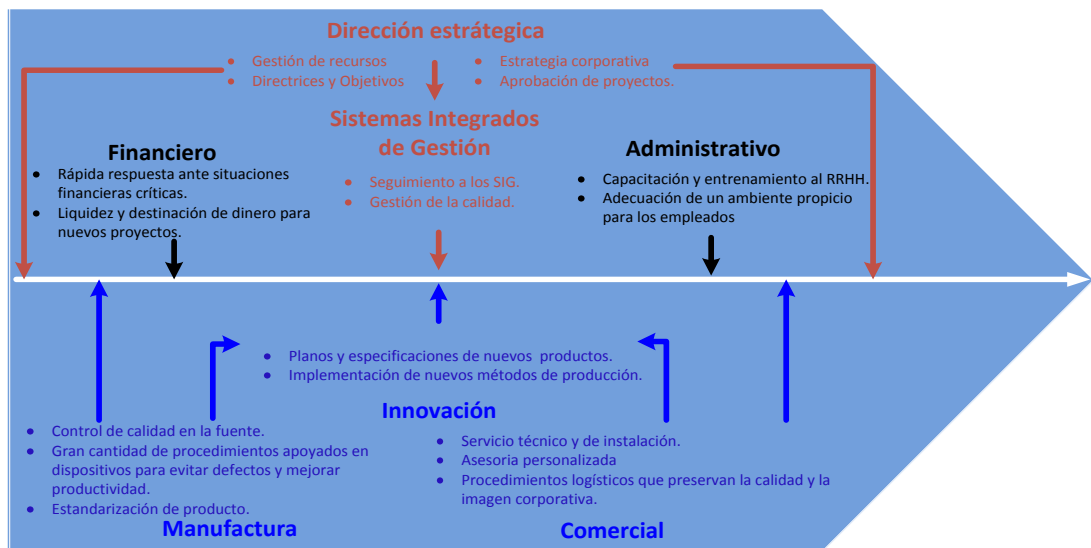 Dirección estrátegica
● Gestión de recursos
● Directrices y Objetivos
● Estrategia corporativa
● Aprobación de proyectos.
Sistemas Integrados
de Gestión
● Seguimiento a los SIG.
● Gestión de la calidad.
Financiero
● Rápida respuesta ante situaciones
financieras críticas.
● Liquidez y destinación de dinero para
nuevos proyectos.
Administrativo
● Capacitación y entrenamiento al RRHH.
● Adecuación de un ambiente propicio
para los empleados
● Planos y especificaciones de nuevos productos.
● Implementación de nuevos métodos de producción.
Innovación
● Control de calidad en la fuente.
● Gran cantidad de procedimientos apoyados en
dispositivos para evitar defectos y mejorar
productividad.
● Estandarización de producto.
Manufactura
● Servicio técnico y de instalación.
● Asesoria personalizada
● Procedimientos logísticos que preservan la calidad y la
imagen corporativa.
Comercial